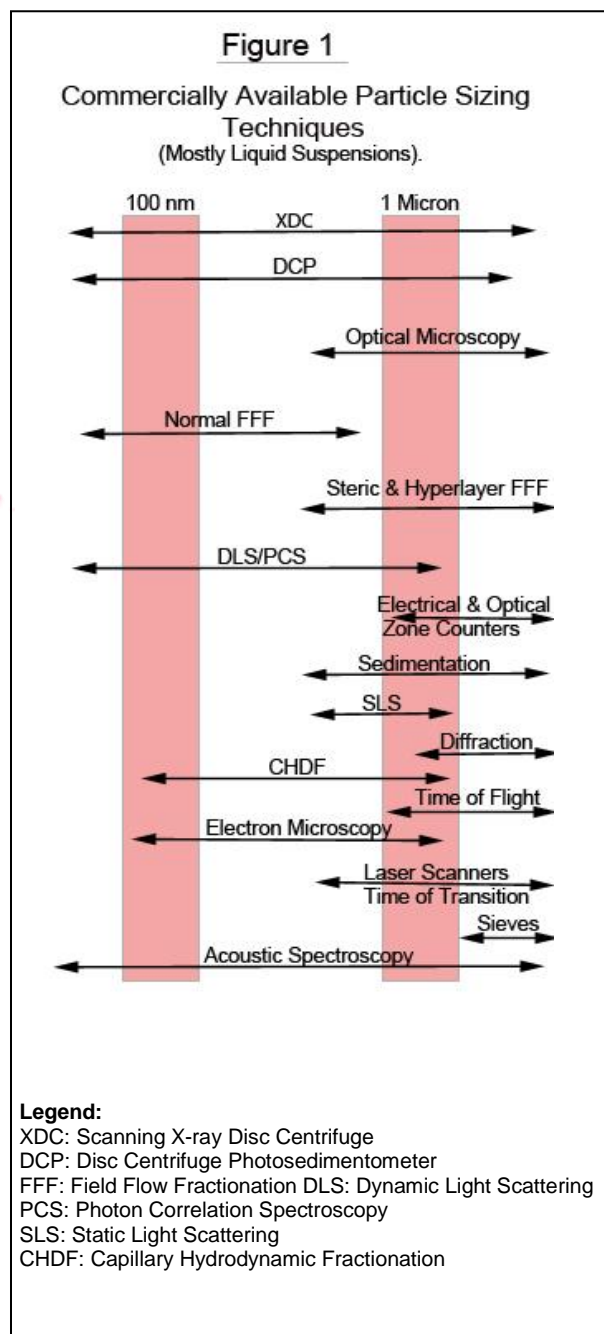 Figure 1
Commercially Available Particle Sizing
Techniques
(Mostly Liquid Suspensions).
100 nm
1 Micron
XDC
DCP
Optical Microscopy
Normal FFF
Steric & Hyperlayer FFF
DLS/PCS
Electrical & Optical
Zone Counters
Sedimentation
SLS
Diffraction
CHDF
Time of Flight
Electron Microscopy
Laser Scanners
Time of Transition
Sieves
Acoustic Spectroscopy
Legend:
XDC: Scanning X-ray Disc Centrifuge
DCP: Disc Centrifuge Photosedimentometer
FFF: Field Flow Fractionation DLS: Dynamic Light Scattering
PCS: Photon Correlation Spectroscopy
SLS: Static Light Scattering
CHDF: Capillary Hydrodynamic Fractionation